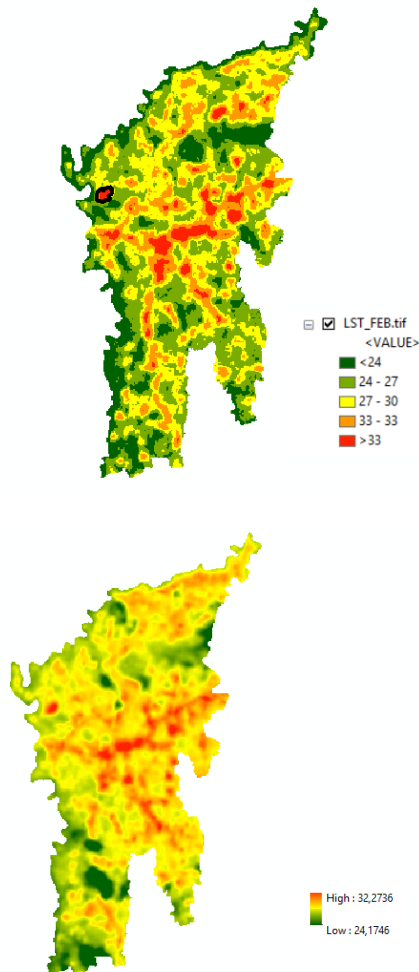 LST_FEB.tif
<VALUE>
<24
24 - 27
27 - 30
33 - 33
>33
High : 32,2736
Low : 24,1746